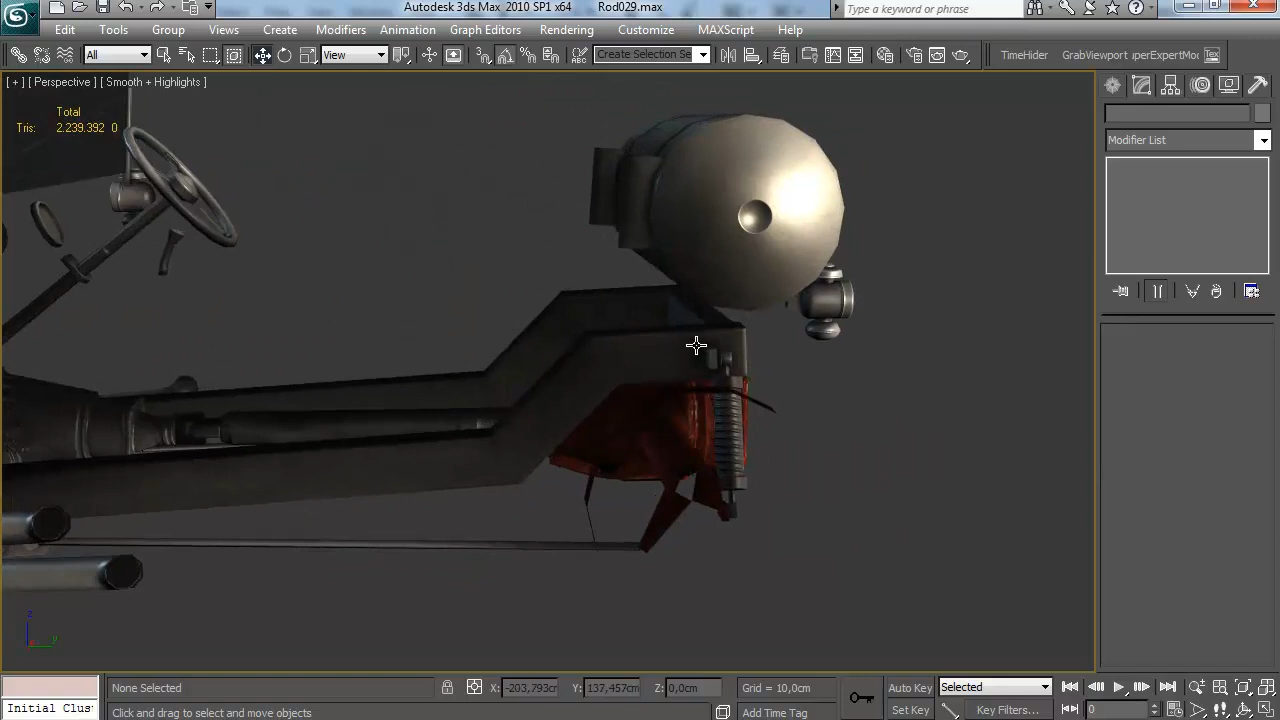 Autodesk 3ds Max 2010 SP1 x64 Rod029.max
Type a keyword or phrase
Edit Tools Group Views Create Modifiers Animation Graph Editors Rendering Customize MAXScript Help
All View Create Selection Se TimeHider GrabViewport iperExpertMod
[ + ] [ Perspective ] [ Smooth + Highlights ]
Total
Tris: 2.239.392 0
Modifier List
z
y
None Selected X: -203,793cm Y: 137,457cm Z: 0,0cm Grid = 10,0cm Auto Key Selected
Initial Clus Click and drag to select and move objects Add Time Tag Set Key Key Filters... 0